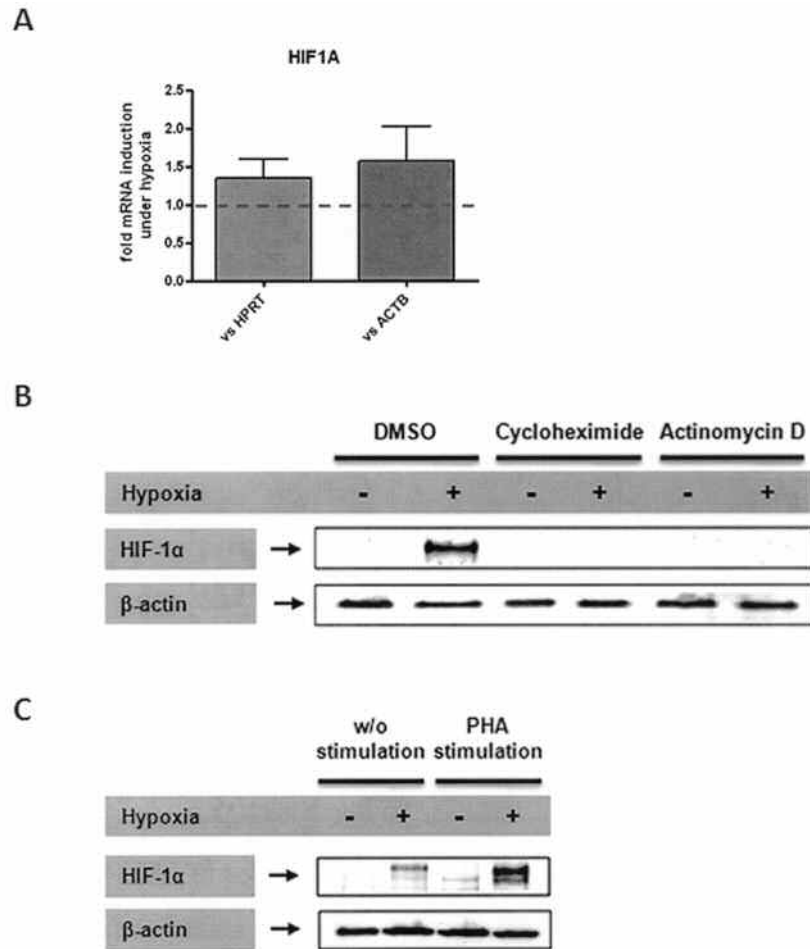 A
HIF1A
fold mRNA induction
under hypoxia
2.5
2.0
1.5
1.0
0.5
0.0
vs HPRT
vs ACTB
B
DMSO Cycloheximide Actinomycin D
Hypoxia - + - + - +
HIF-1α
β-actin
C
w/o
stimulation
PHA
stimulation
Hypoxia - + - +
HIF-1α
β-actin